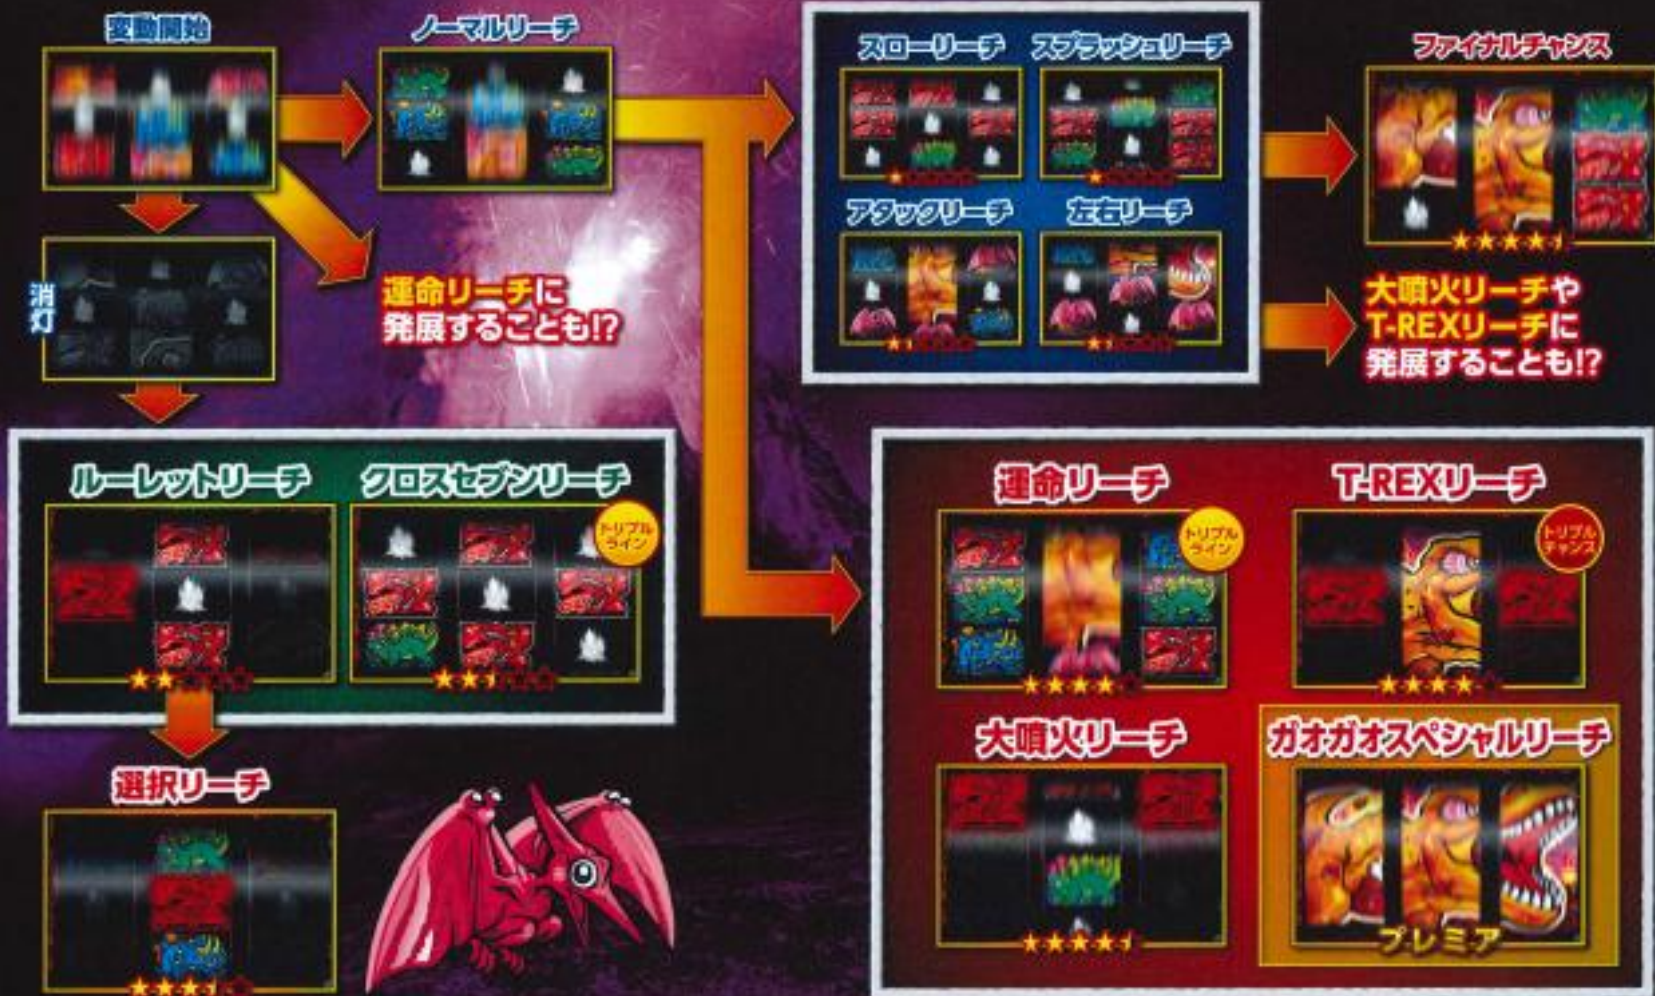 変動開始
ノーマルリーチ
消灯
運命リーチに
発展することも!?
スローリーチ
スプラッシュリーチ
アタックリーチ
左右リーチ
ファイナルチャンス
大噴火リーチや
T-REXリーチに
発展することも!?
ルーレットリーチ
クロスセブンリーチ
トリプル
ライン
選択リーチ
運命リーチ
トリプル
ライン
T-REXリーチ
トリプル
チャンス
大噴火リーチ
ガオガオスペシャルリーチ
プレミア